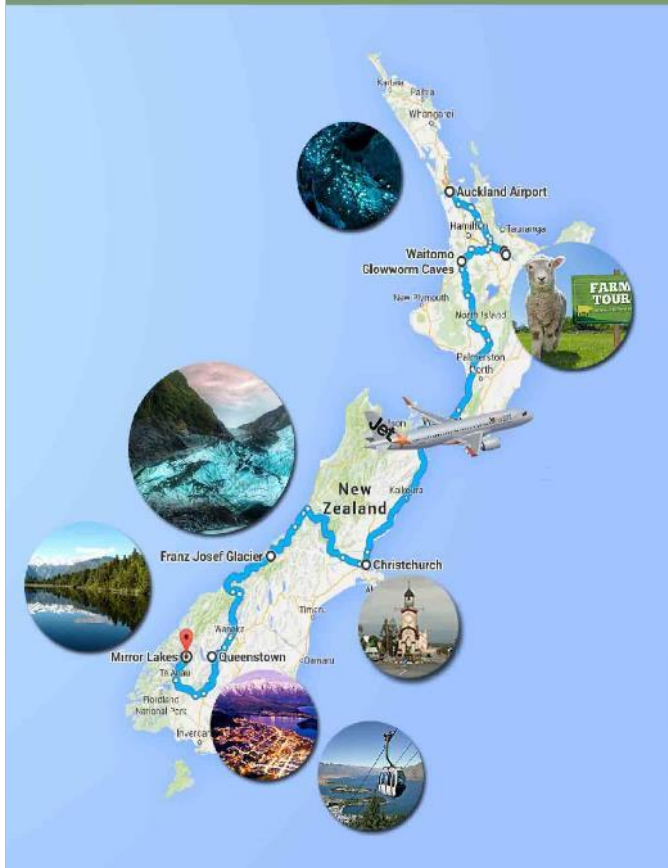 Kaitaia
Paihia
Whangarei
Auckland Airport
Hamilton
Tauranga
Waitomo
Glowworm Caves
FARM
TOUR
New Plymouth
North Island
Palmerston
North
Jet
New
Zealand
Kaikoura
Franz Josef Glacier
Christchurch
Timaru
Wanaka
Mirror Lakes
Queenstown
Te Anau
Oamaru
Fiordland
National Park
Invercar